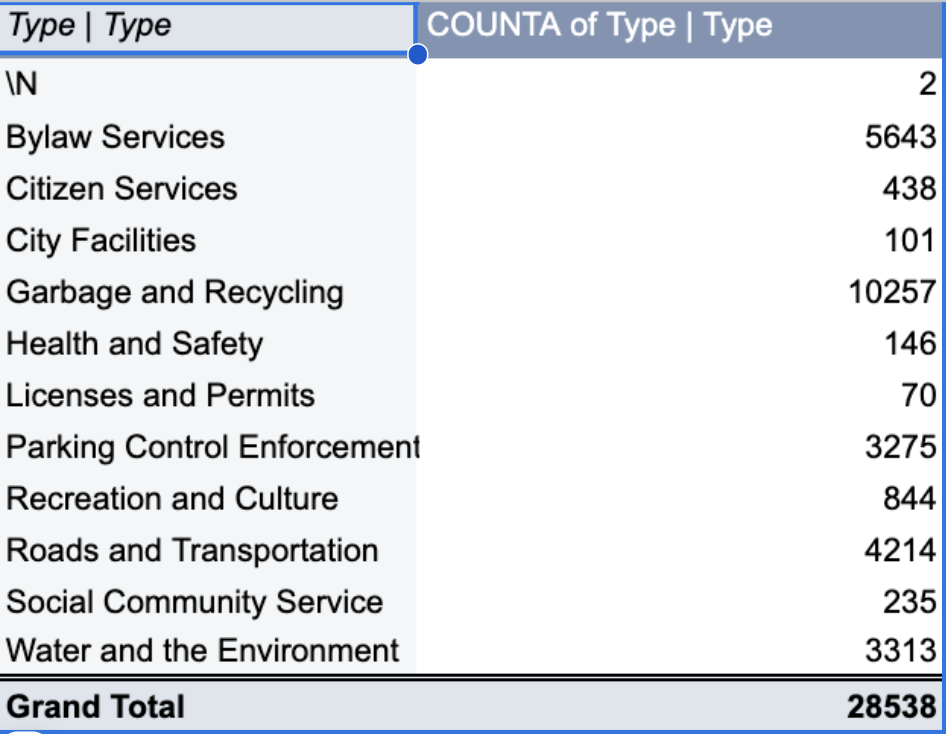 Type | Type COUNTA of Type | Type
\N 2
Bylaw Services 5643
Citizen Services 438
City Facilities 101
Garbage and Recycling 10257
Health and Safety 146
Licenses and Permits 70
Parking Control Enforcement 3275
Recreation and Culture 844
Roads and Transportation 4214
Social Community Service 235
Water and the Environment 3313
Grand Total 28538